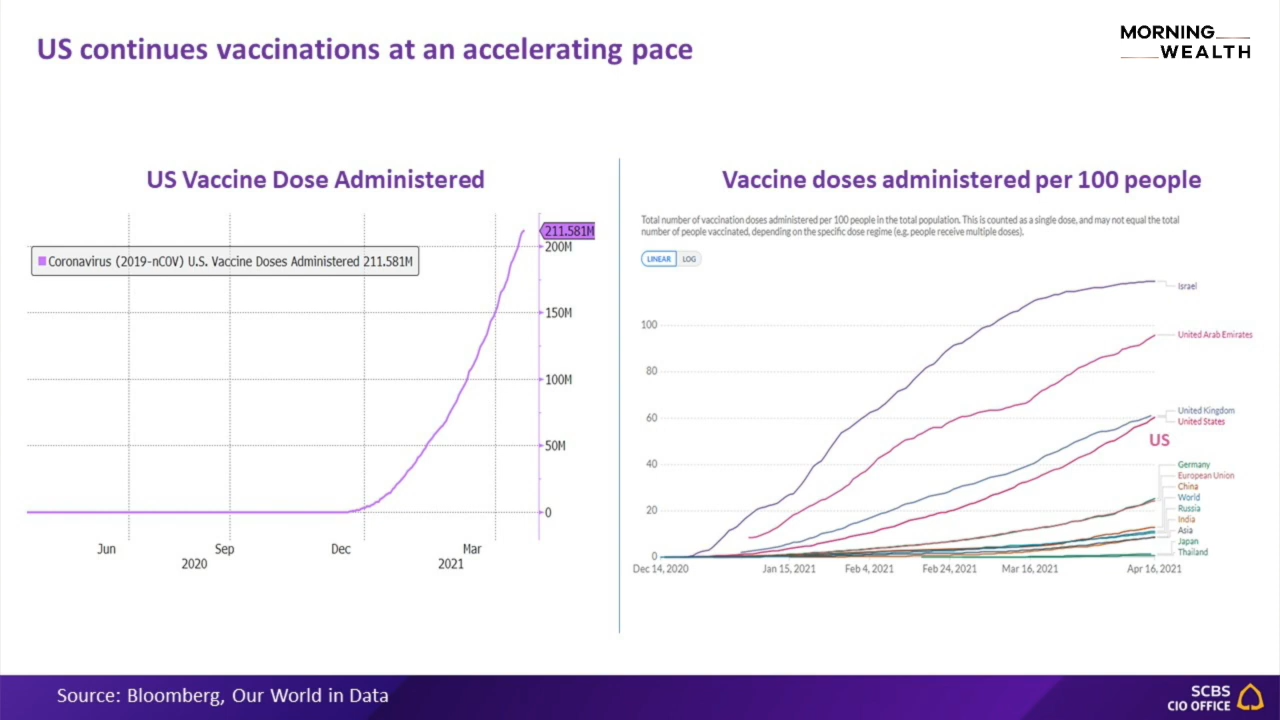 US continues vaccinations at an accelerating pace
MORNING
WEALTH
US Vaccine Dose Administered
211.581M
200M
Coronavirus (2019-nCOV) U.S. Vaccine Doses Administered 211.581M
150M
100M
50M
0
Jun
Sep
Dec
Mar
2020
2021
Vaccine doses administered per 100 people
Total number of vaccination doses administered per 100 people in the total population. This is counted as a single dose, and may not equal the total
number of people vaccinated, depending on the specific dose regime (e.g. people receive multiple doses).
LINEAR
LOG
Israel
100
United Arab Emirates
80
60
United Kingdom
United States
US
40
Germany
European Union
China
World
20
Russia
India
Asia
Japan
0
Thailand
Dec 14, 2020
Jan 15, 2021
Feb 4, 2021
Feb 24, 2021
Mar 16, 2021
Apr 16, 2021
Source: Bloomberg, Our World in Data
SCBS
CIO OFFICE